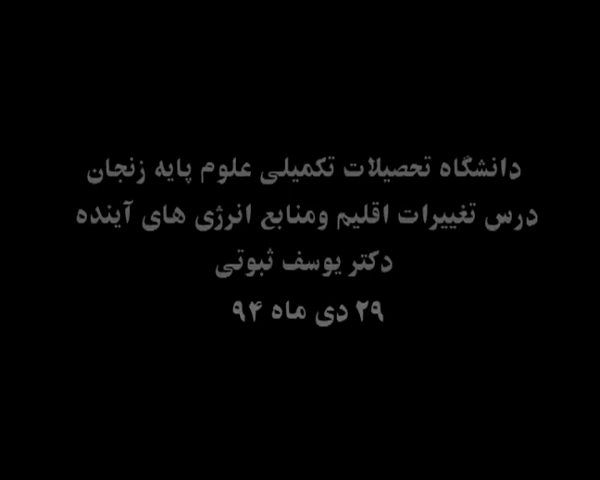 دانشگاه تحصیلات تکمیلی علوم پایه زنجان
درس تغییرات اقلیم ومنابع انرژی های آینده
دکتر یوسف ثبوتی
۲۹ دی ماه ۹۴